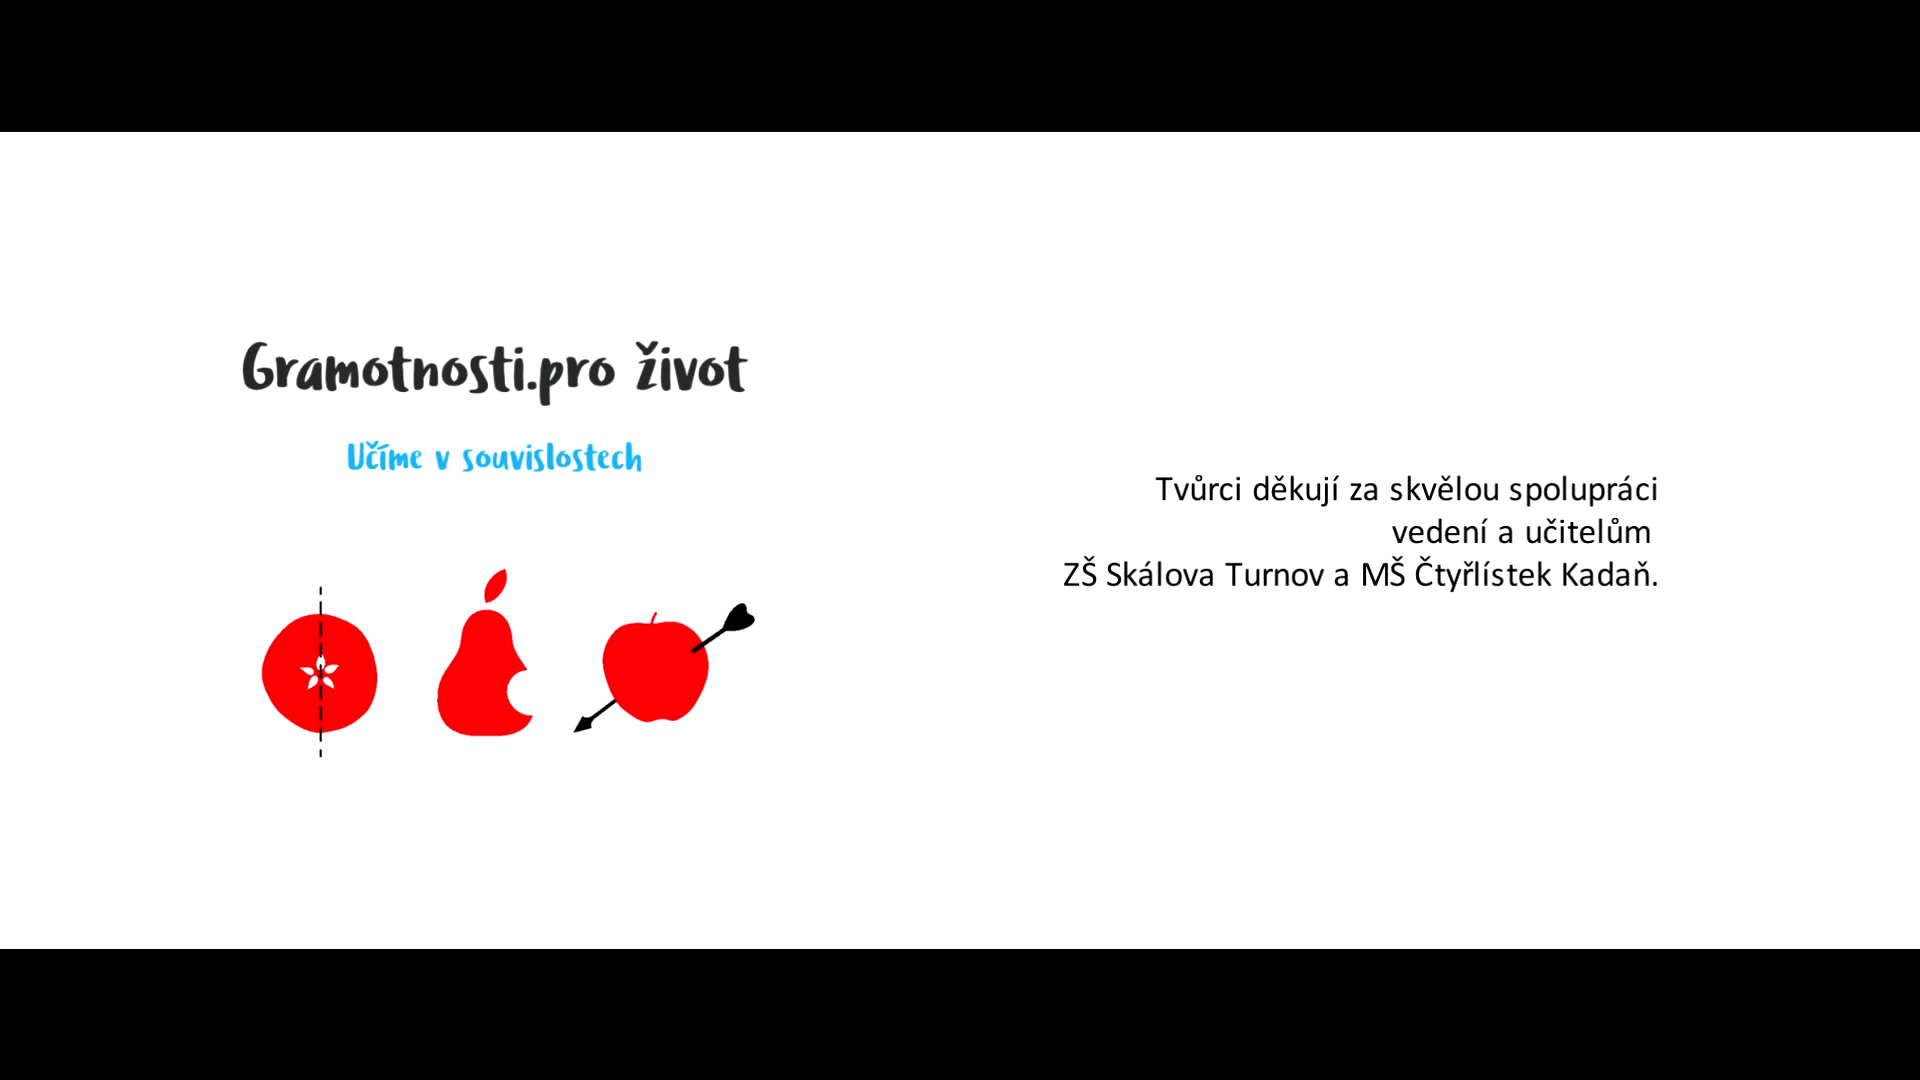 Gramotnosti.pro život
Učíme v souvislostech
Tvůrci děkují za skvělou spolupráci
vedení a učitelům
ZŠ Skálova Turnov a MŠ Čtyřlístek Kadaň.